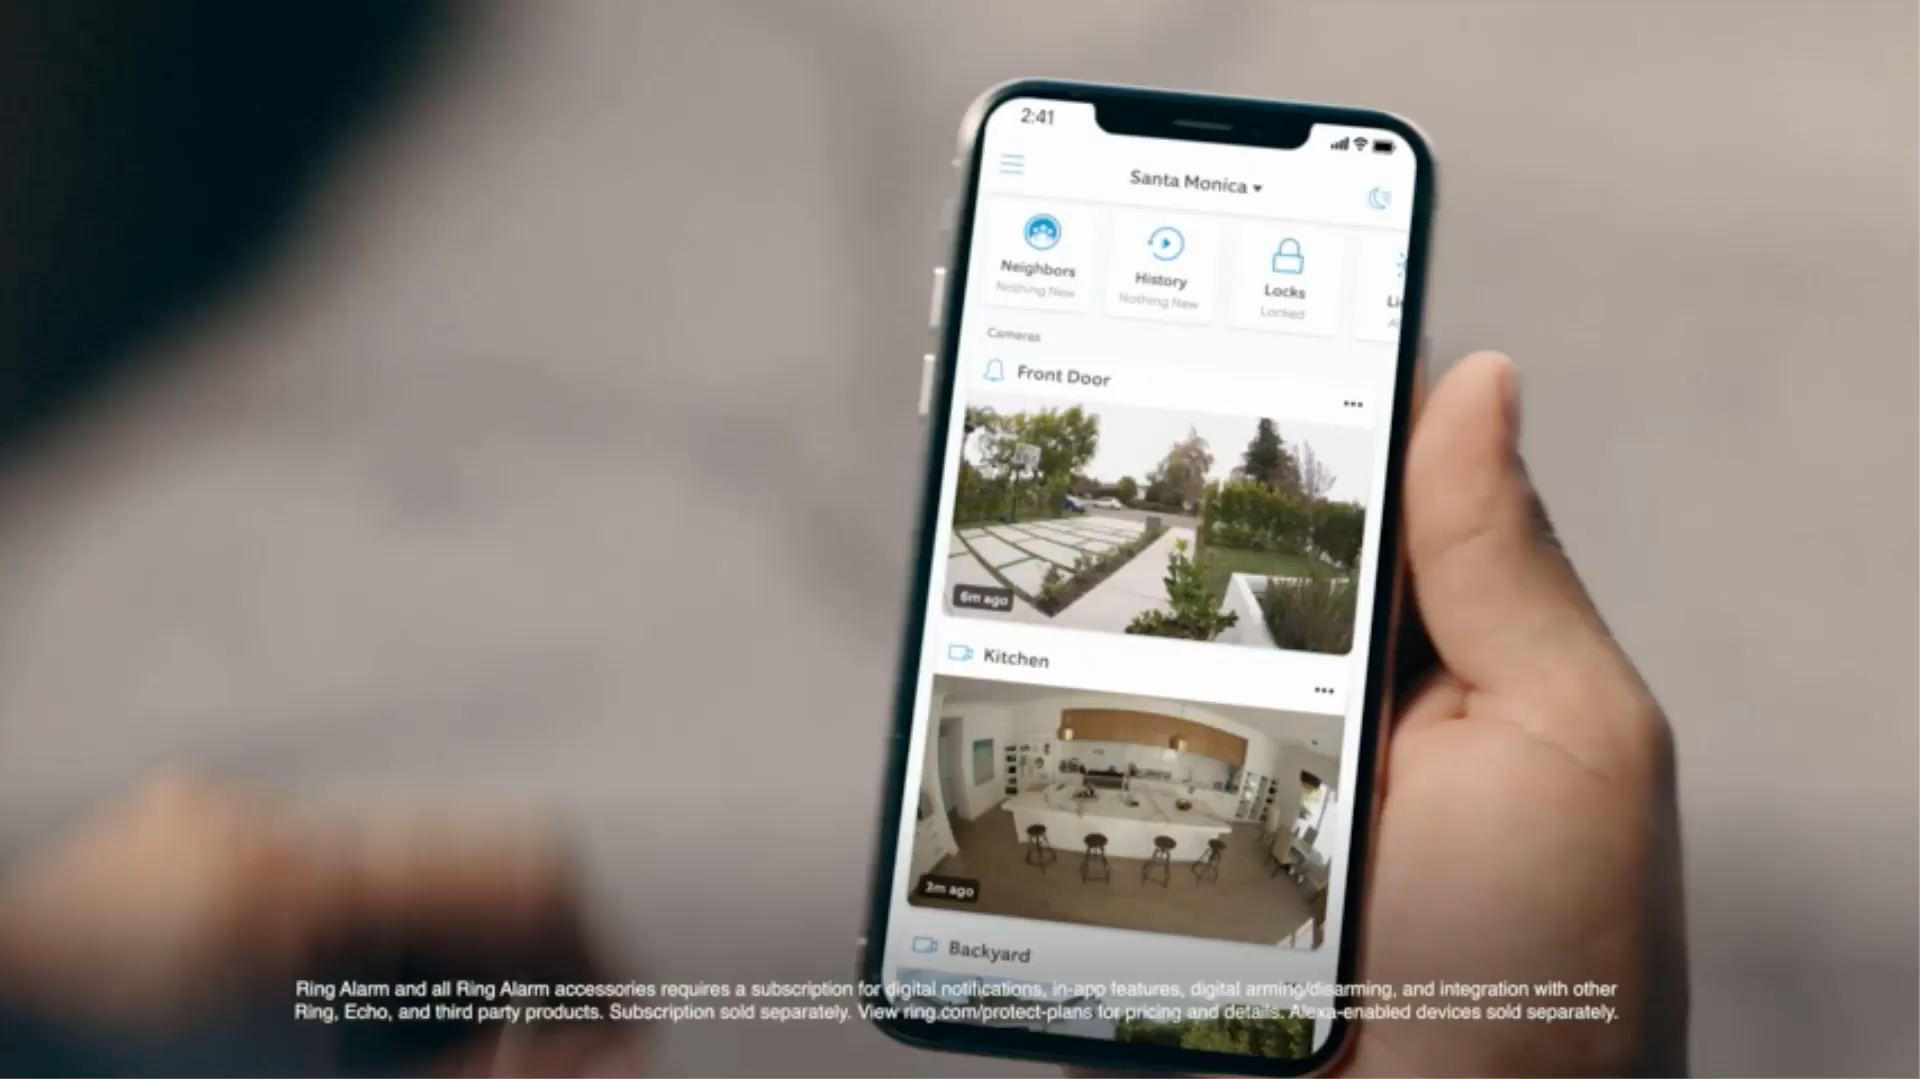 2:41
Santa Monica
Neighbors
Nothing New
History
Nothing New
Locks
Locked
Cameras
Front Door
6m ago
Kitchen
3m ago
Backyard
Ring Alarm and all Ring Alarm accessories requires a subscription for digital notifications, in-app features, digital arming/disarming, and integration with other
Ring, Echo, and third party products. Subscription sold separately. View ring.com/protect-plans for pricing and details. Alexa-enabled devices sold separately.